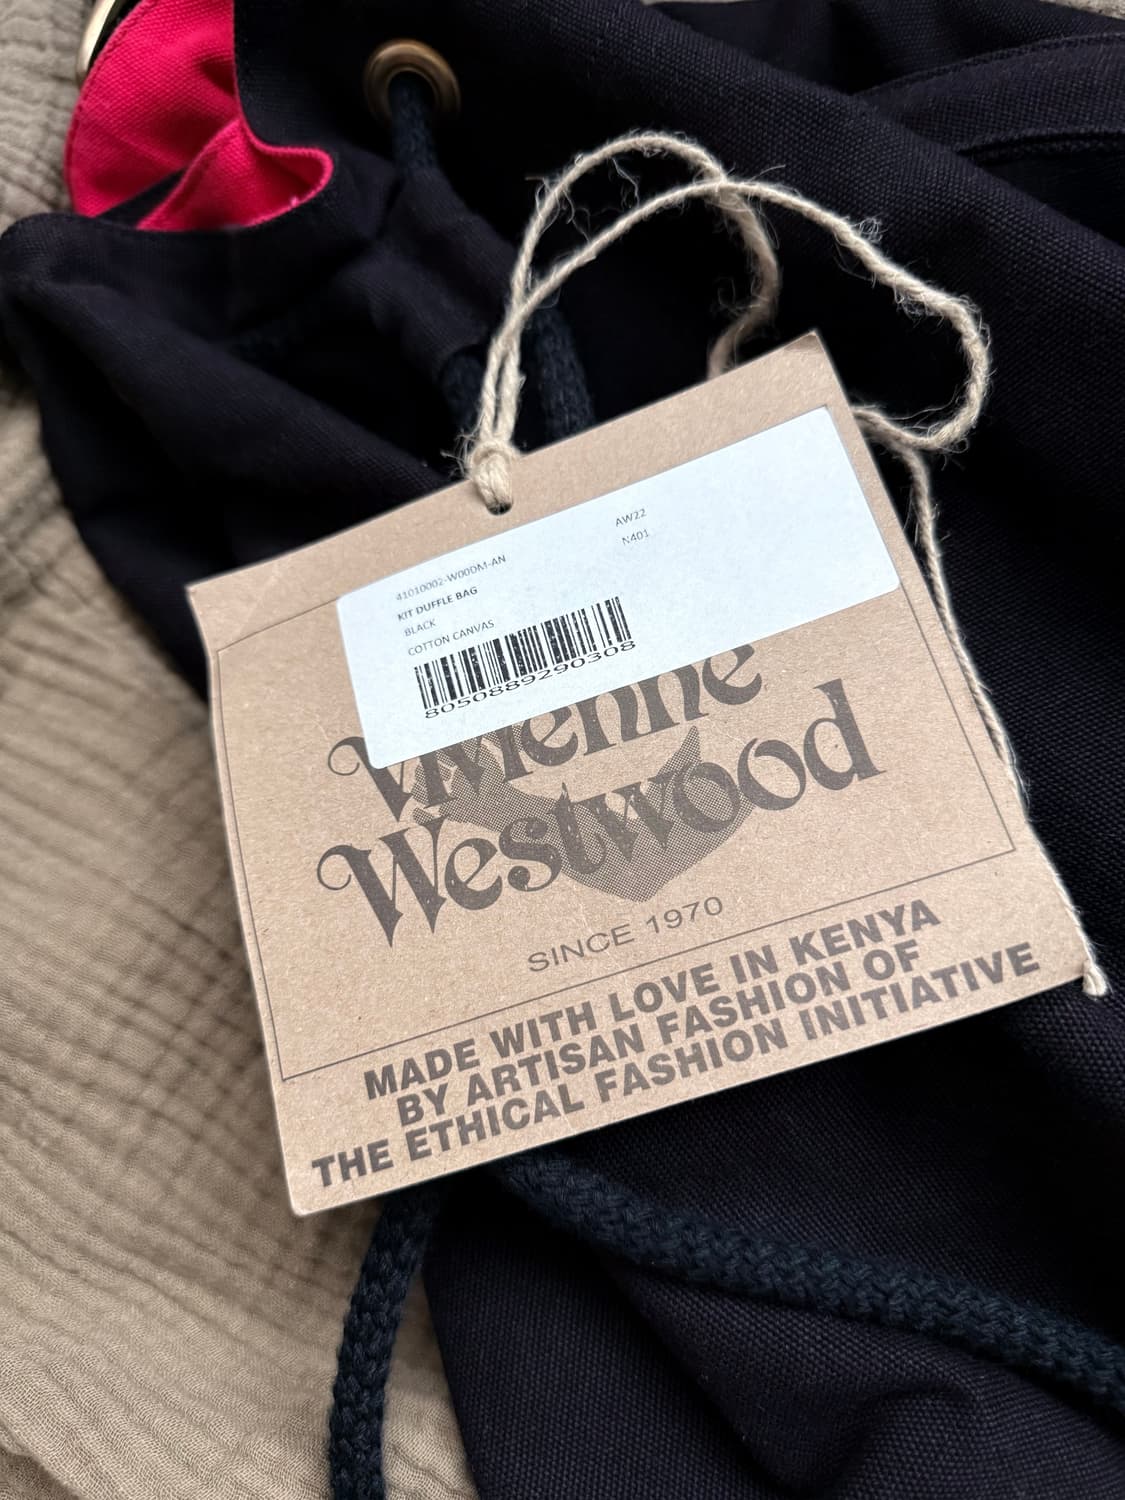 41010002-W00DM-AN
AW22
KIT DUFFLE BAG
N401
BLACK
COTTON CANVAS
8050889290308
Vivienne
Westwood
SINCE 1970
MADE WITH LOVE IN KENYA
BY ARTISAN FASHION OF
THE ETHICAL FASHION INITIATIVE